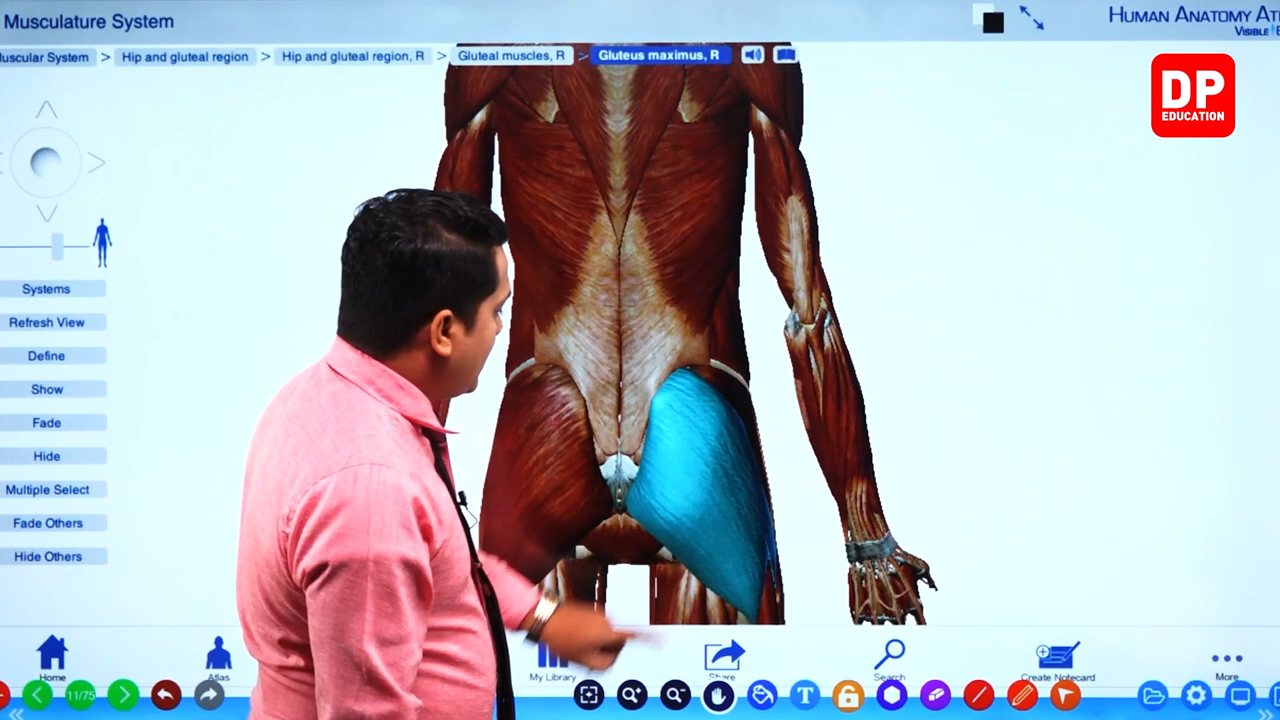 Musculature System
HUMAN ANATOMY
VISIBLE
DP
EDUCATION
System > Hip and gluteal region > Hip and gluteal region, R > Gluteal muscles, R > Gluteus maximus, R
Systems
Refresh View
Define
Show
Fade
Hide
Multiple Select
Fade Others
Hide Others
Home
Atlas
My Library
Share
Search
Create Notecard
More
11/75
T